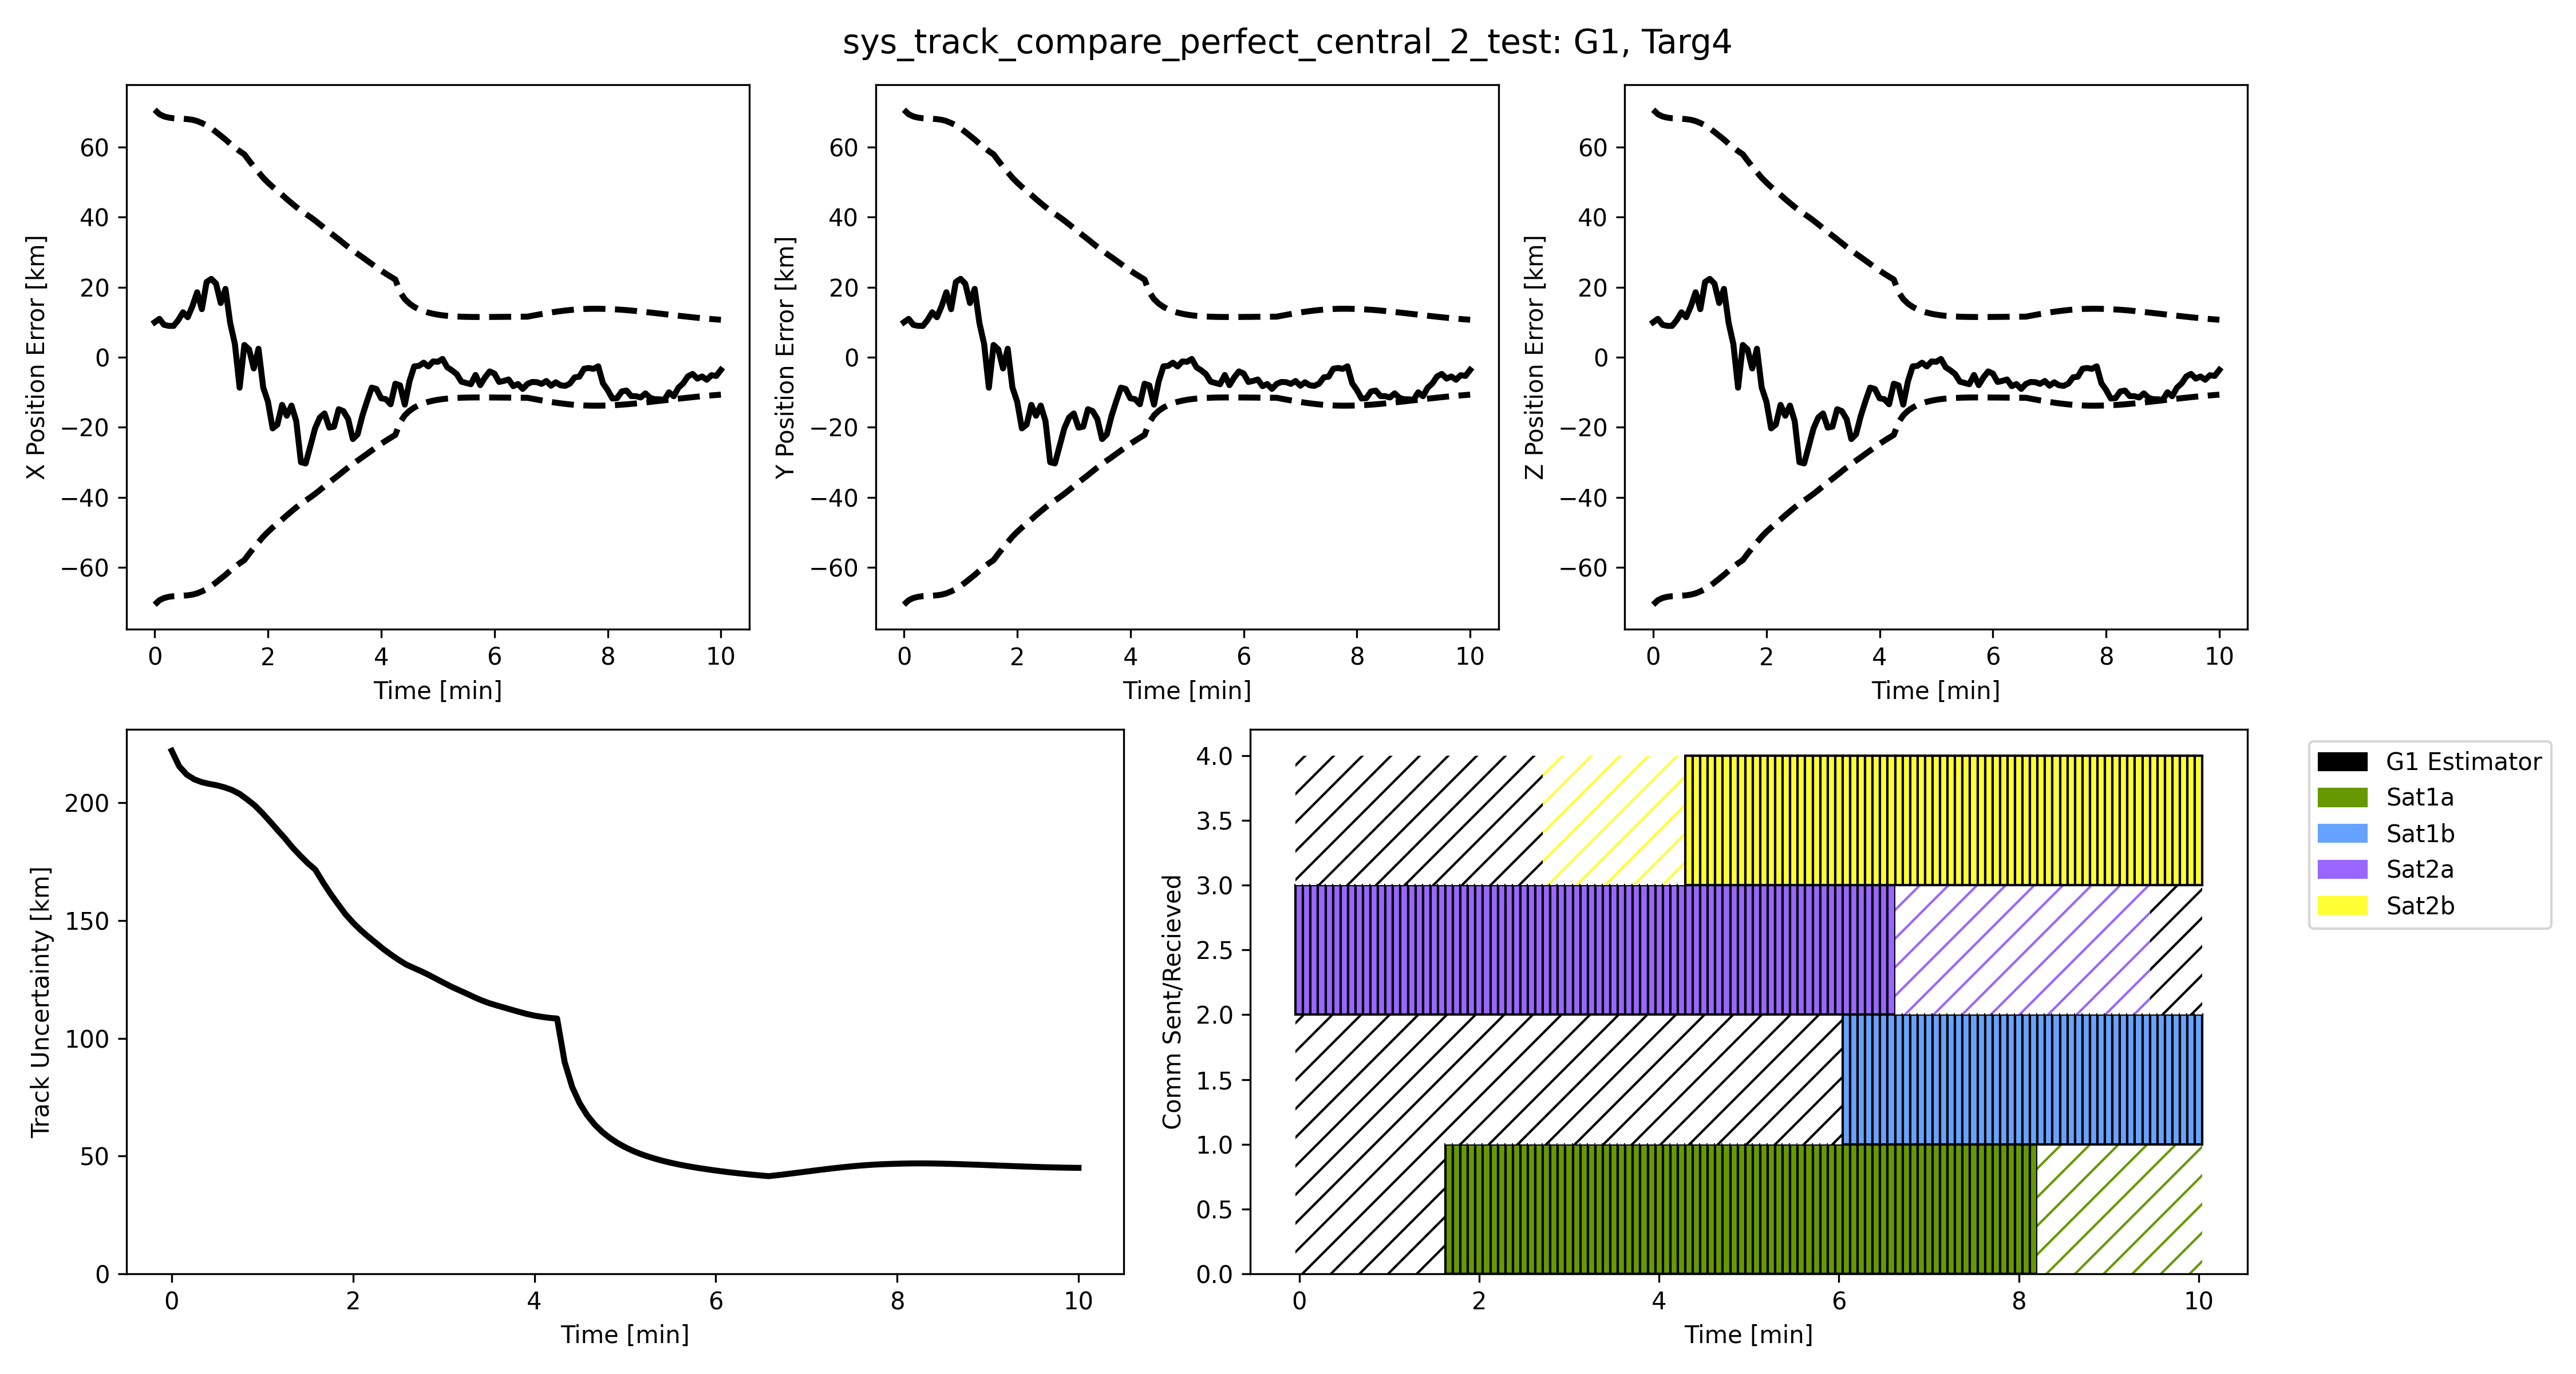 sys_track_compare_perfect_central_2_test: G1, Targ4
X Position Error [km]
60
40
20
0
−20
−40
−60
0 2 4 6 8 10
Time [min]
Y Position Error [km]
60
40
20
0
−20
−40
−60
0 2 4 6 8 10
Time [min]
Z Position Error [km]
60
40
20
0
−20
−40
−60
0 2 4 6 8 10
Time [min]
Track Uncertainty [km]
200
150
100
50
0
0 2 4 6 8 10
Time [min]
Comm Sent/Recieved
4.0
3.5
3.0
2.5
2.0
1.5
1.0
0.5
0.0
0 2 4 6 8 10
Time [min]
G1 Estimator
Sat1a
Sat1b
Sat2a
Sat2b